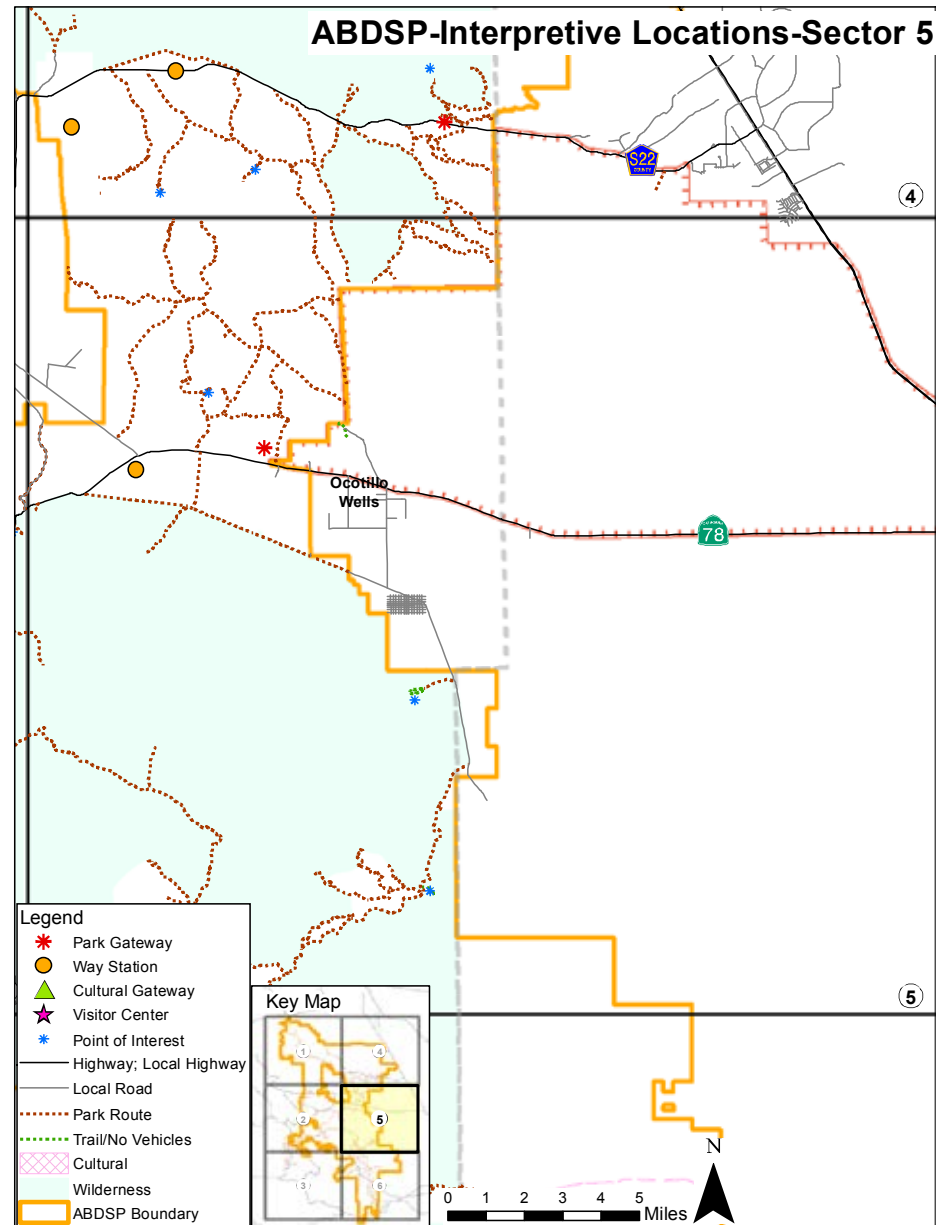 ABDSP-Interpretive Locations-Sector 5
S22
COUNTY
4
Ocotillo
Wells
78
5
Legend
Park Gateway
Way Station
Cultural Gateway
Visitor Center
Point of Interest
Highway; Local Highway
Local Road
Park Route
Trail/No Vehicles
Cultural
Wilderness
ABDSP Boundary
Key Map
1
4
2
5
3
6
N
0 1 2 3 4 5
Miles